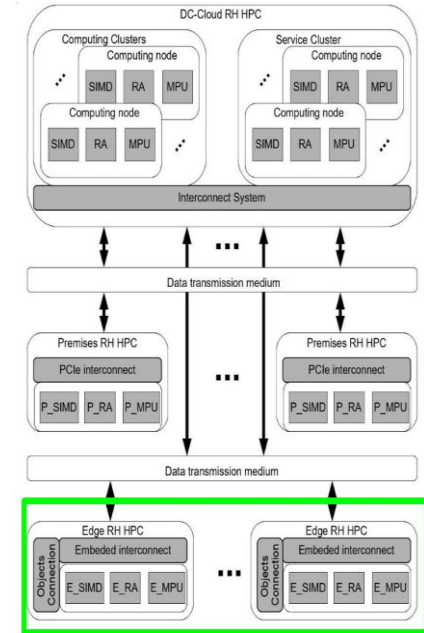 DC-Cloud RH HPC
Computing Clusters
Service Cluster
Computing node
Computing node
SIMD RA MPU
SIMD RA MPU
Computing node
Computing node
SIMD RA MPU
SIMD RA MPU
Interconnect System
Data transmission medium
Premises RH HPC
Premises RH HPC
PCIe interconnect
PCIe interconnect
P_SIMD P_RA P_MPU
P_SIMD P_RA P_MPU
Data transmission medium
Edge RH HPC
Edge RH HPC
Objects
Connection
Embeded interconnect
Objects
Connection
Embeded interconnect
E_SIMD E_RA E_MPU
E_SIMD E_RA E_MPU